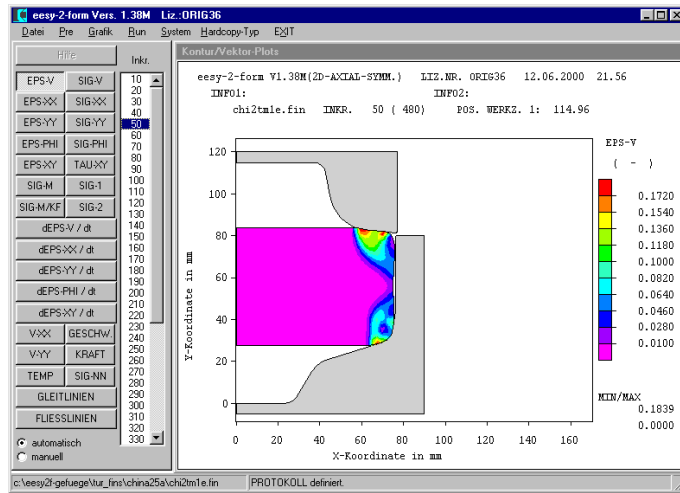 eesy-2-form Vers. 1.38M Liz.:ORIG36
Datei Pre Grafik Run System Hardcopy-Typ EXIT
Hilfe
Inkr.
EPS-V SIG-V
EPS-XX SIG-XX
EPS-YY SIG-YY
EPS-PHI SIG-PHI
EPS-XY TAU-XY
SIG-M SIG-1
SIG-M/KF SIG-2
dEPS-V / dt
dEPS-XX / dt
dEPS-YY / dt
dEPS-PHI / dt
dEPS-XY / dt
V-XX GESCHW.
V-YY KRAFT
TEMP SIG-NN
GLEITLINIEN
FLIESSLINIEN
automatisch
manuell
10
20
30
40
50
60
70
80
90
100
110
120
130
140
150
160
170
180
190
200
210
220
230
240
250
260
270
280
290
300
310
320
330
Kontur/Vektor-Plots
eesy-2-form V1.38M(2D-AXIAL-SYMM.) LIZ.NR. ORIG36 12.06.2000 21.56
INFO1: INFO2:
chi2tm1e.fin INKR. 50 ( 480) POS. WERKZ. 1: 114.96
120
100
80
60
40
20
0
Y-Koordinate in mm
0 20 40 60 80 100 120 140 160
X-Koordinate in mm
EPS-V
( - )
0.1720
0.1540
0.1360
0.1180
0.1000
0.0820
0.0640
0.0460
0.0280
0.0100
MIN/MAX
0.1839
0.0000
c:\eesy2f-gefuege\tur_fins\china25a\chi2tm1e.fin PROTOKOLL definiert.